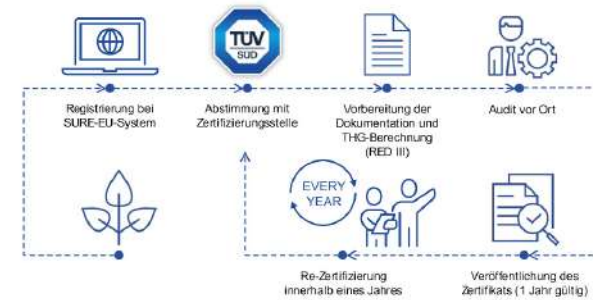 TÜV
SÜD
Registrierung bei
SURE-EU-System
Abstimmung mit
Zertifizierungsstelle
Vorbereitung der
Dokumentation und
THG-Berechnung
(RED III)
Audit vor Ort
EVERY
YEAR
Re-Zertifizierung
innerhalb eines Jahres
Veröffentlichung des
Zertifikats (1 Jahr gültig)